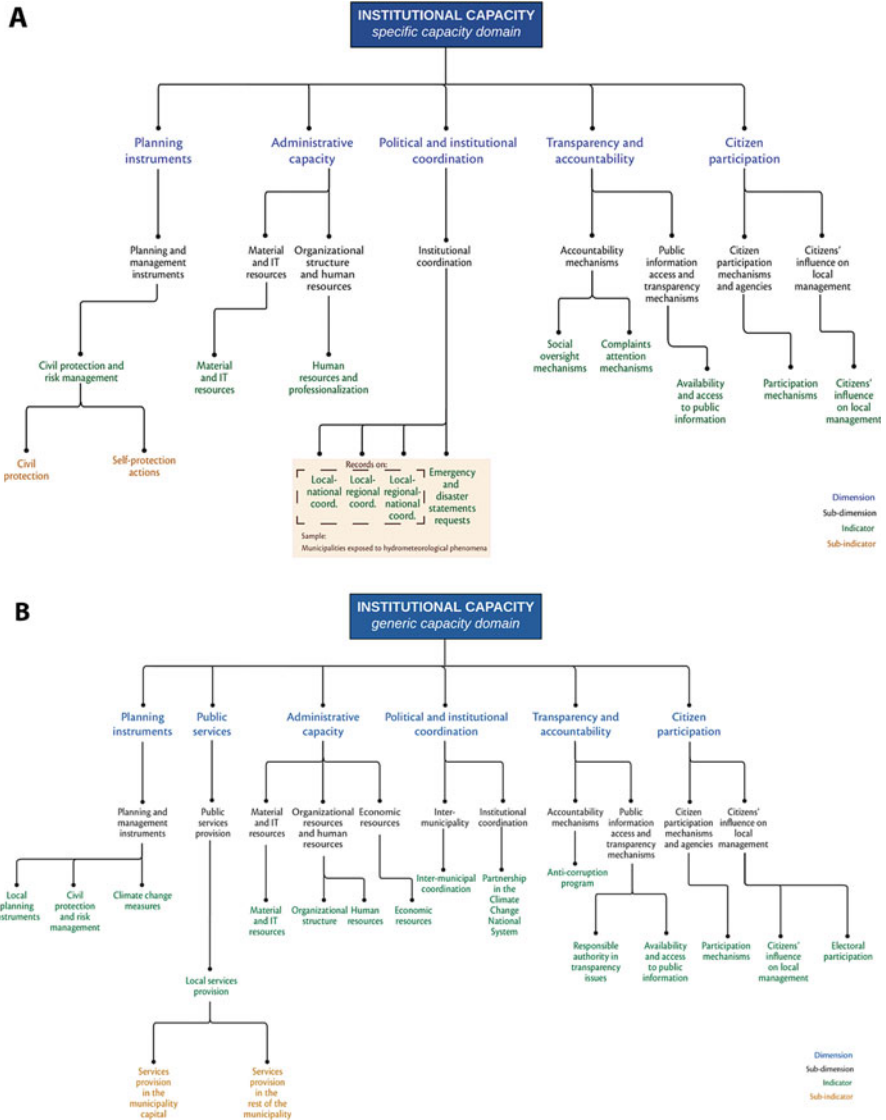 A
INSTITUTIONAL CAPACITY
specific capacity domain
Planning
instruments
Administrative
capacity
Political and institutional
coordination
Transparency and
accountability
Citizen
participation
Planning and
management
instruments
Material
and IT
resources
Organizational
structure
and human
resources
Institutional
coordination
Accountability
mechanisms
Public
information
access and
transparency
mechanisms
Citizen
participation
mechanisms
and agencies
Citizens'
influence on
local
management
Civil protection and
risk management
Material
and IT
resources
Human
resources and
professionalization
Social
oversight
mechanisms
Complaints
attention
mechanisms
Availability
and access
to public
information
Participation
mechanisms
Citizens'
influence
on local
management
Civil
protection
Self-protection
actions
Records on:
Local-
national
coord.
Local-
regional
coord.
Local-
regional-
national
coord.
Emergency
and
disaster
statements
requests
Sample:
Municipalities exposed to hydrometeorological phenomena
Dimension
Sub-dimension
Indicator
Sub-indicator
B
INSTITUTIONAL CAPACITY
generic capacity domain
Planning
instruments
Public
services
Administrative
capacity
Political and institutional
coordination
Transparency and
accountability
Citizen
participation
Planning and
management
instruments
Public
services
provision
Material
and IT
resources
Organizational
resources
and human
resources
Economic
resources
Inter-
municipality
Institutional
coordination
Accountability
mechanisms
Public
information
access and
transparency
mechanisms
Citizen
participation
mechanisms
and agencies
Citizens'
influence on
local
management
Local
planning
instruments
Civil
protection
and risk
management
Climate change
measures
Material
and IT
resources
Organizational
structure
Human
resources
Economic
resources
Inter-municipal
coordination
Partnership
in the
Climate
Change
National
System
Anti-corruption
program
Responsible
authority in
transparency
issues
Availability
and access
to public
information
Participation
mechanisms
Citizens'
influence
on local
management
Electoral
participation
Local services
provision
Services
provision
in the
municipality
capital
Services
provision
in the
rest of the
municipality
Dimension
Sub-dimension
Indicator
Sub-indicator